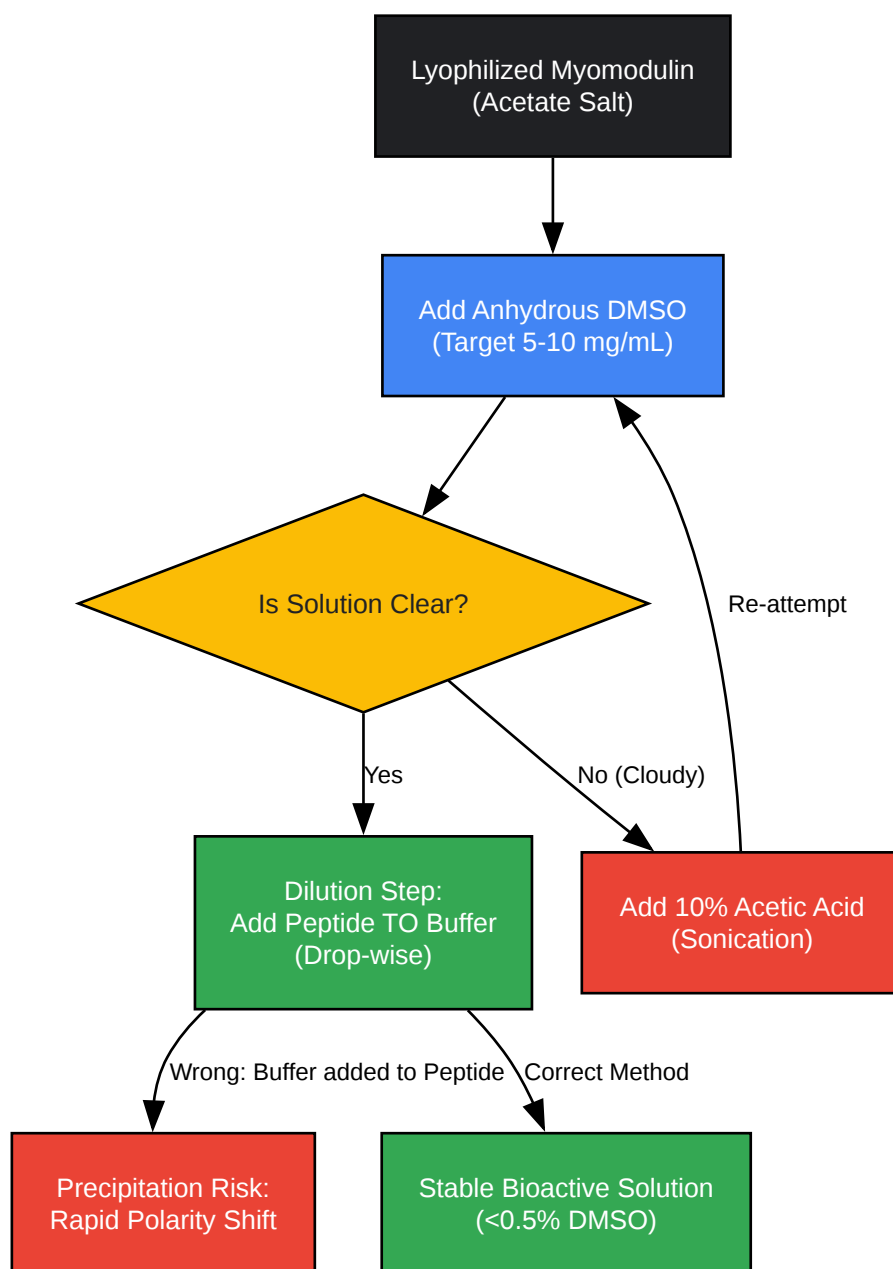 Lyophilized Myomodulin
(Acetate Salt)
Add Anhydrous DMSO
(Target 5-10 mg/mL)
Is Solution Clear?
Re-attempt
Yes
No (Cloudy)
Dilution Step:
Add Peptide TO Buffer
(Drop-wise)
Add 10% Acetic Acid
(Sonication)
Wrong: Buffer added to Peptide
Correct Method
Precipitation Risk:
Rapid Polarity Shift
Stable Bioactive Solution
(<0.5% DMSO)